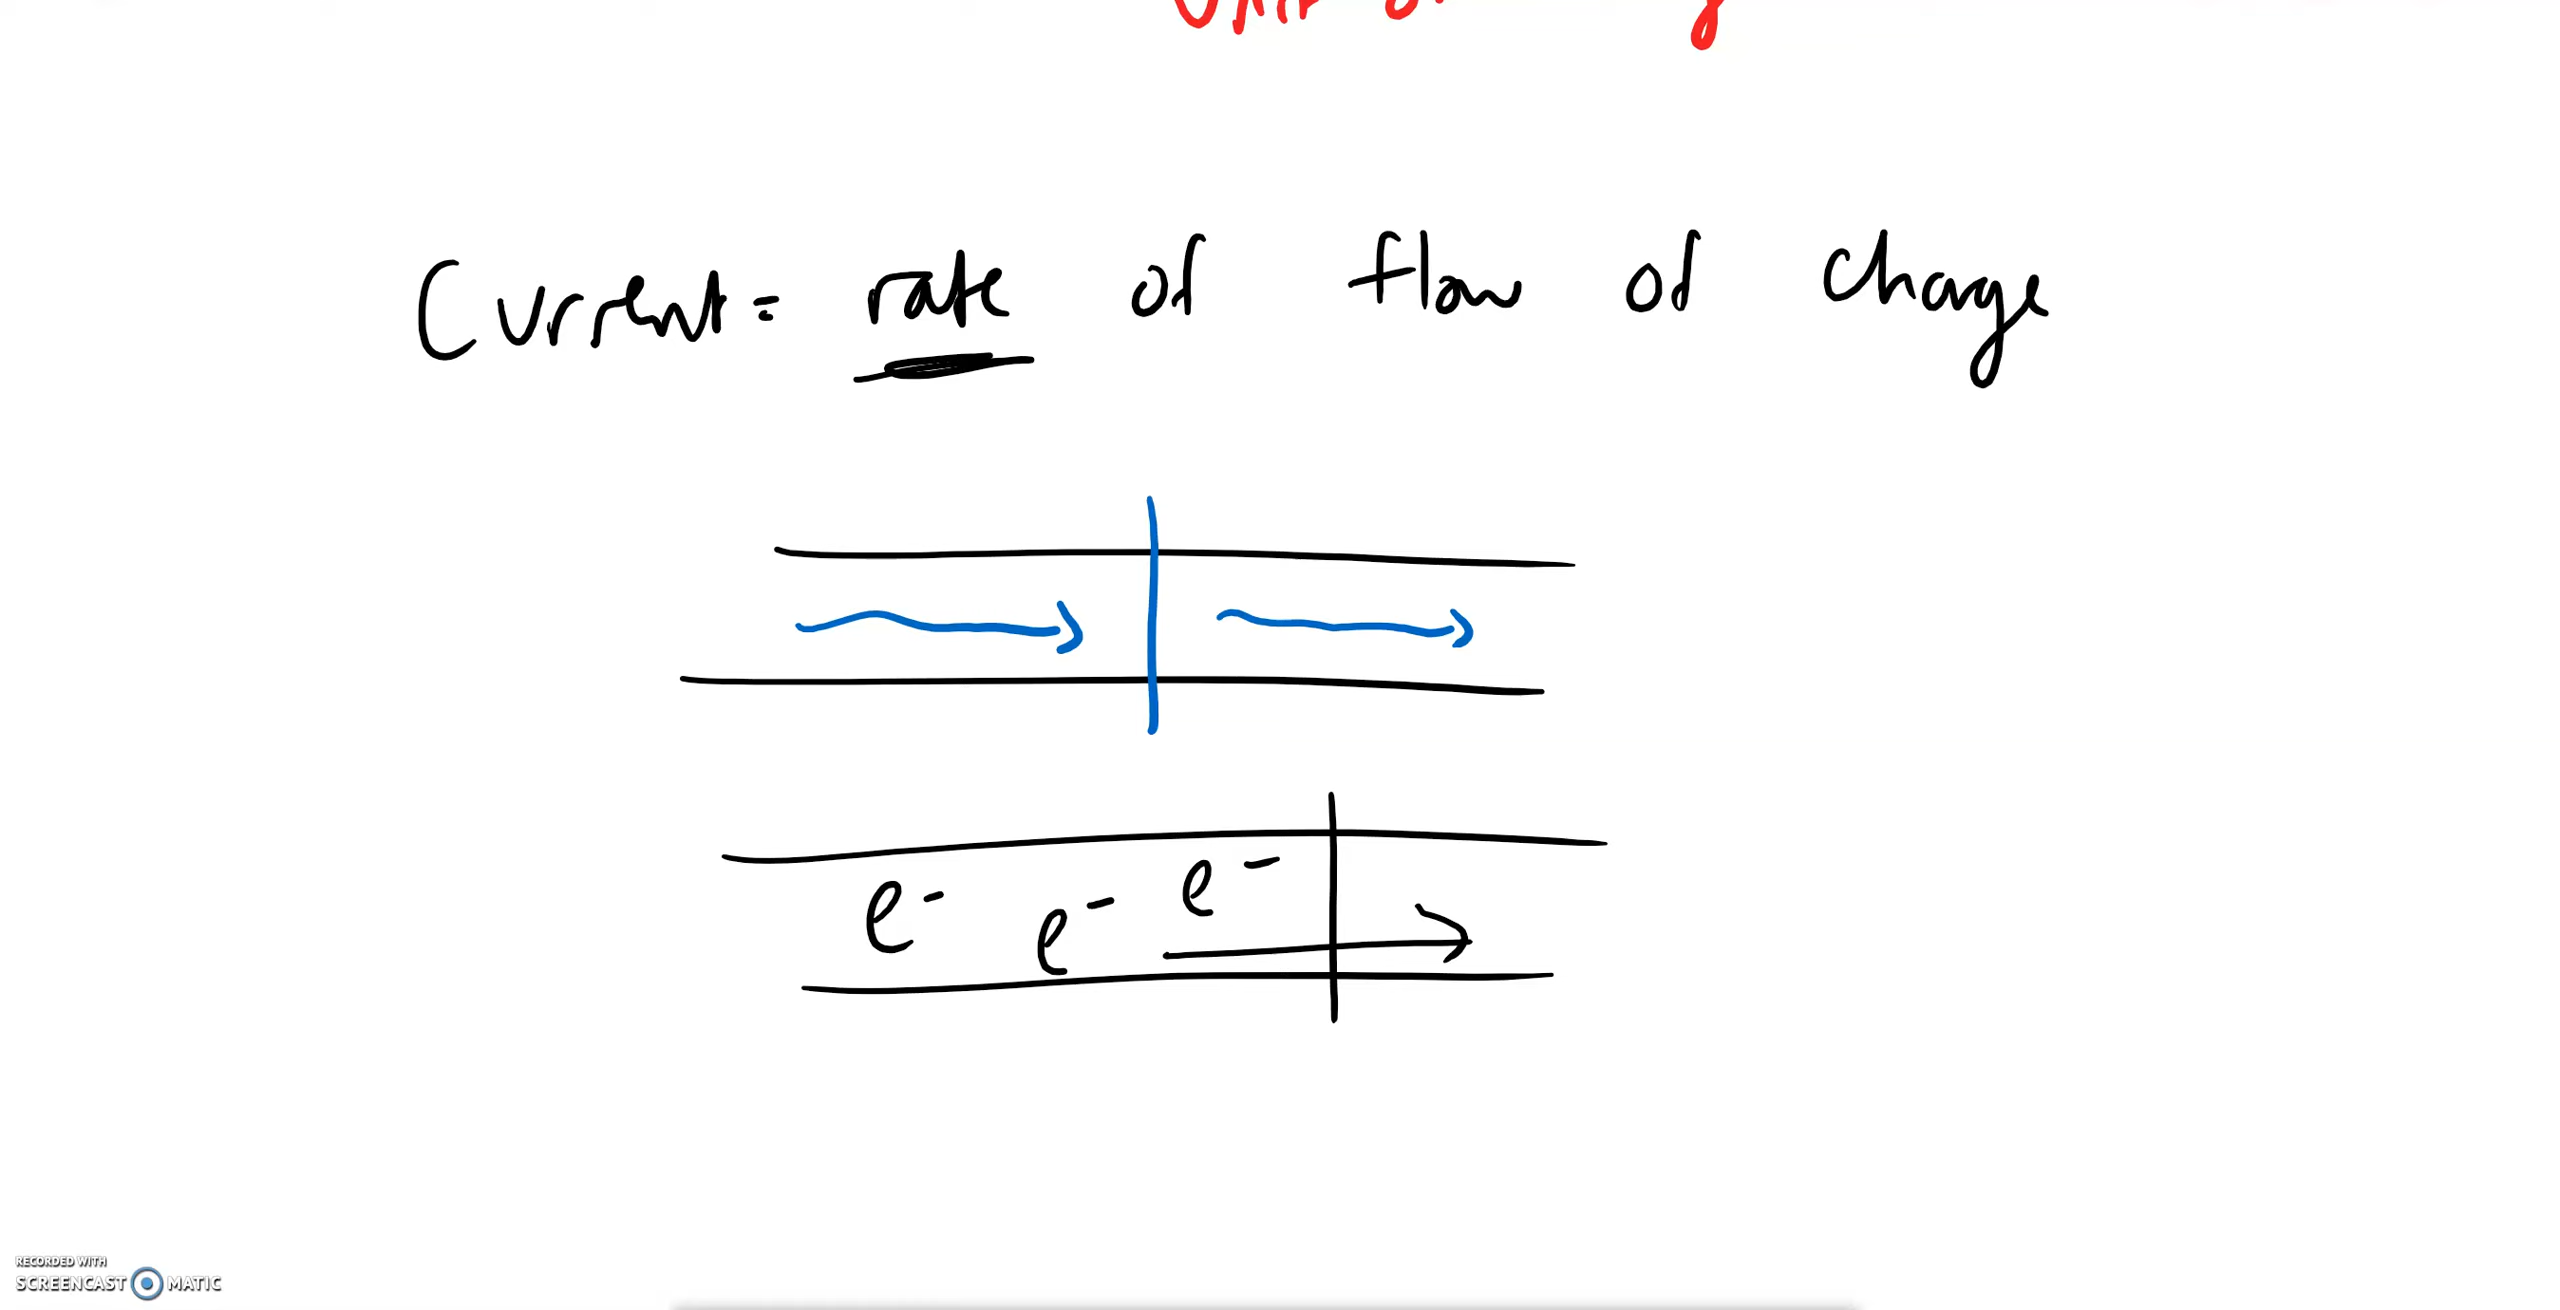 Current = rate of flow of charge
e⁻ e⁻ e⁻
RECORDED WITH
SCREENCAST MATIC